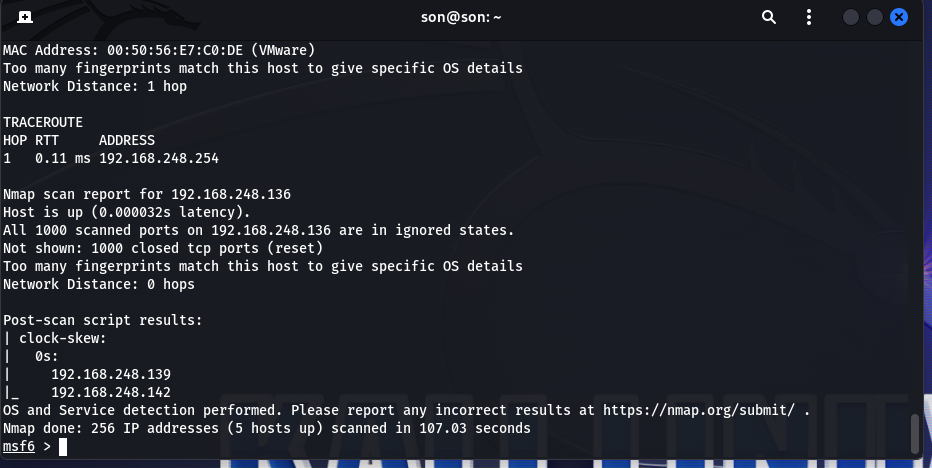 son@son: ~
MAC Address: 00:50:56:E7:C0:DE (VMware)
Too many fingerprints match this host to give specific OS details
Network Distance: 1 hop

TRACEROUTE
HOP RTT     ADDRESS
1   0.11 ms 192.168.248.254

Nmap scan report for 192.168.248.136
Host is up (0.000032s latency).
All 1000 scanned ports on 192.168.248.136 are in ignored states.
Not shown: 1000 closed tcp ports (reset)
Too many fingerprints match this host to give specific OS details
Network Distance: 0 hops

Post-scan script results:
| clock-skew:
|   0s:
|     192.168.248.139
|_    192.168.248.142
OS and Service detection performed. Please report any incorrect results at https://nmap.org/submit/ .
Nmap done: 256 IP addresses (5 hosts up) scanned in 107.03 seconds
msf6 >